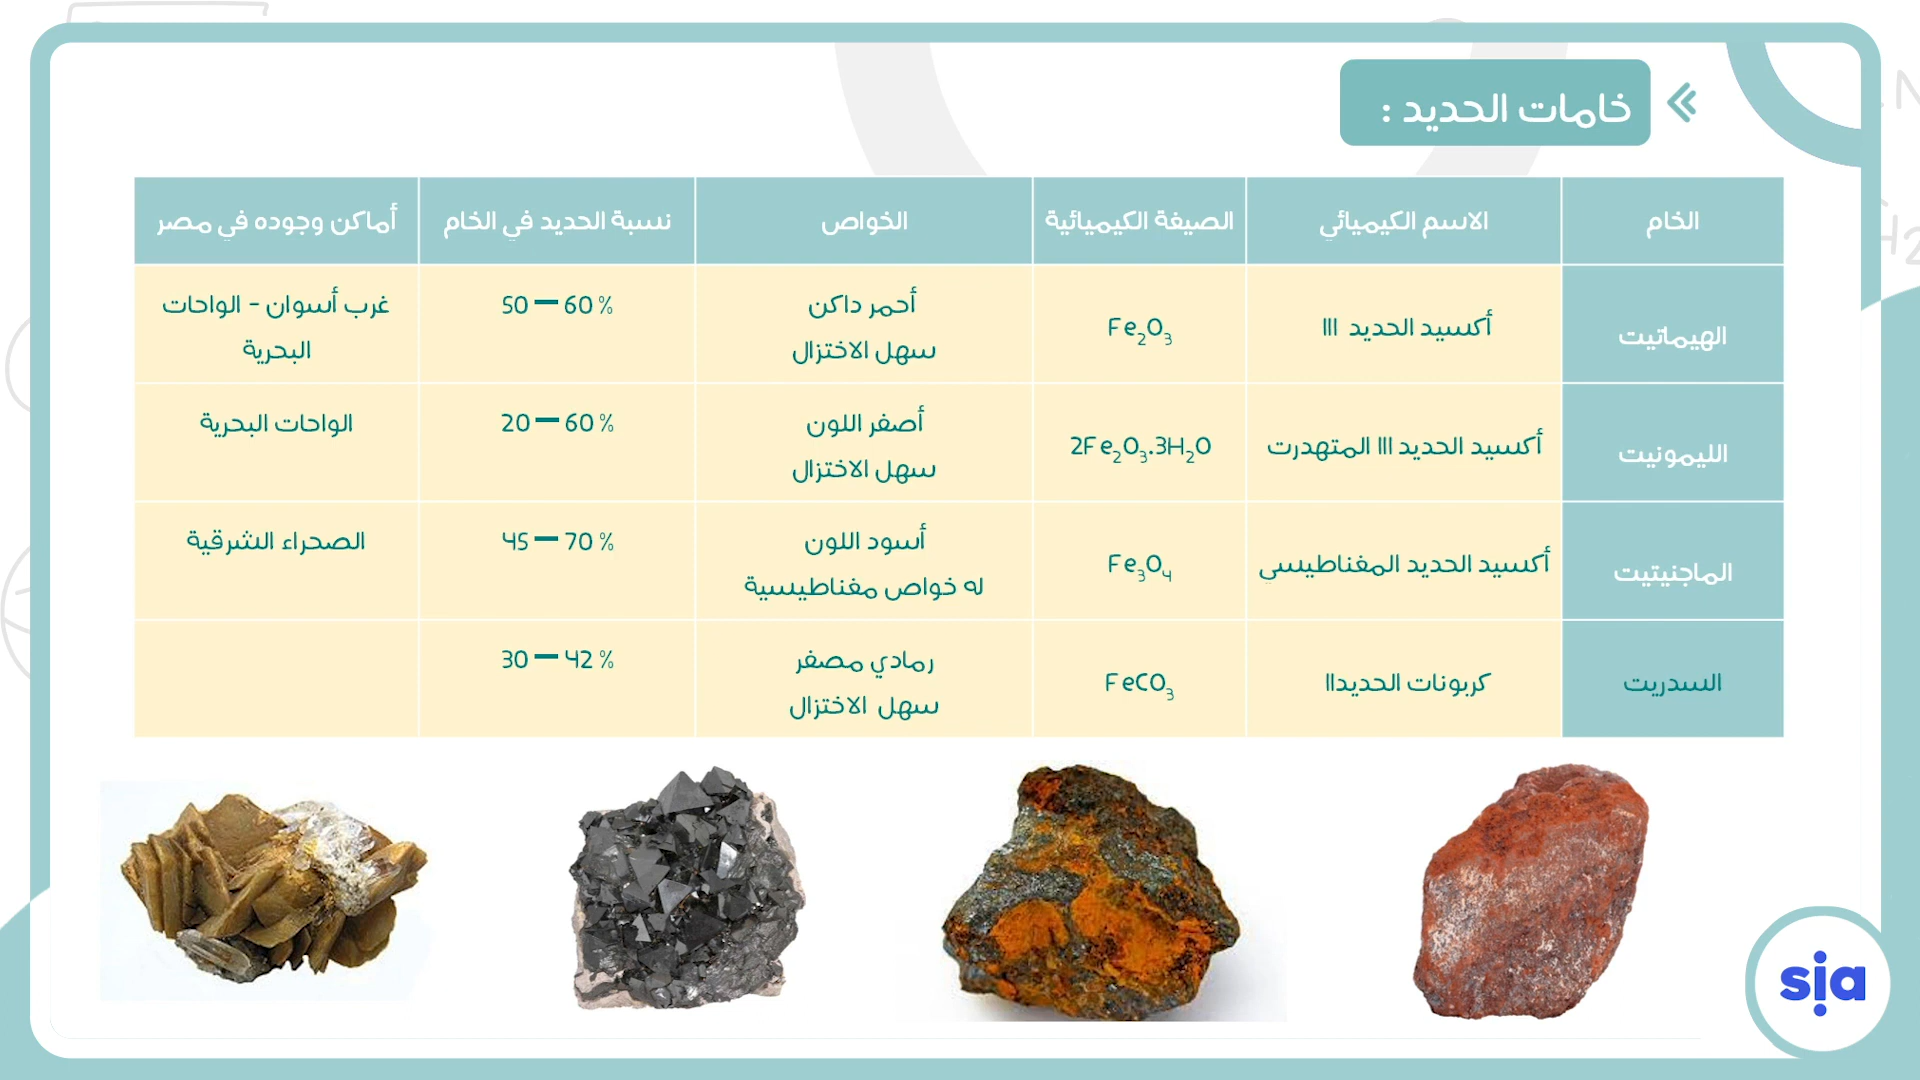 خامات الحديد :
الخام
الاسم الكيميائي
الصيغة الكيميائية
الخواص
نسبة الحديد في الخام
أماكن وجوده في مصر
الهيماتيت
أكسيد الحديد III
Fe₂O₃
أحمر داكن
سهل الاختزال
50 – 60 %
غرب أسوان - الواحات
البحرية
الليمونيت
أكسيد الحديد III المتهدرت
2Fe₂O₃.3H₂O
أصفر اللون
سهل الاختزال
20 – 60 %
الواحات البحرية
الماجنيتيت
أكسيد الحديد المغناطيسي
Fe₃O₄
أسود اللون
له خواص مغناطيسية
45 – 70 %
الصحراء الشرقية
السدريت
كربونات الحديدII
FeCO₃
رمادي مصفر
سهل الاختزال
30 – 42 %
sia